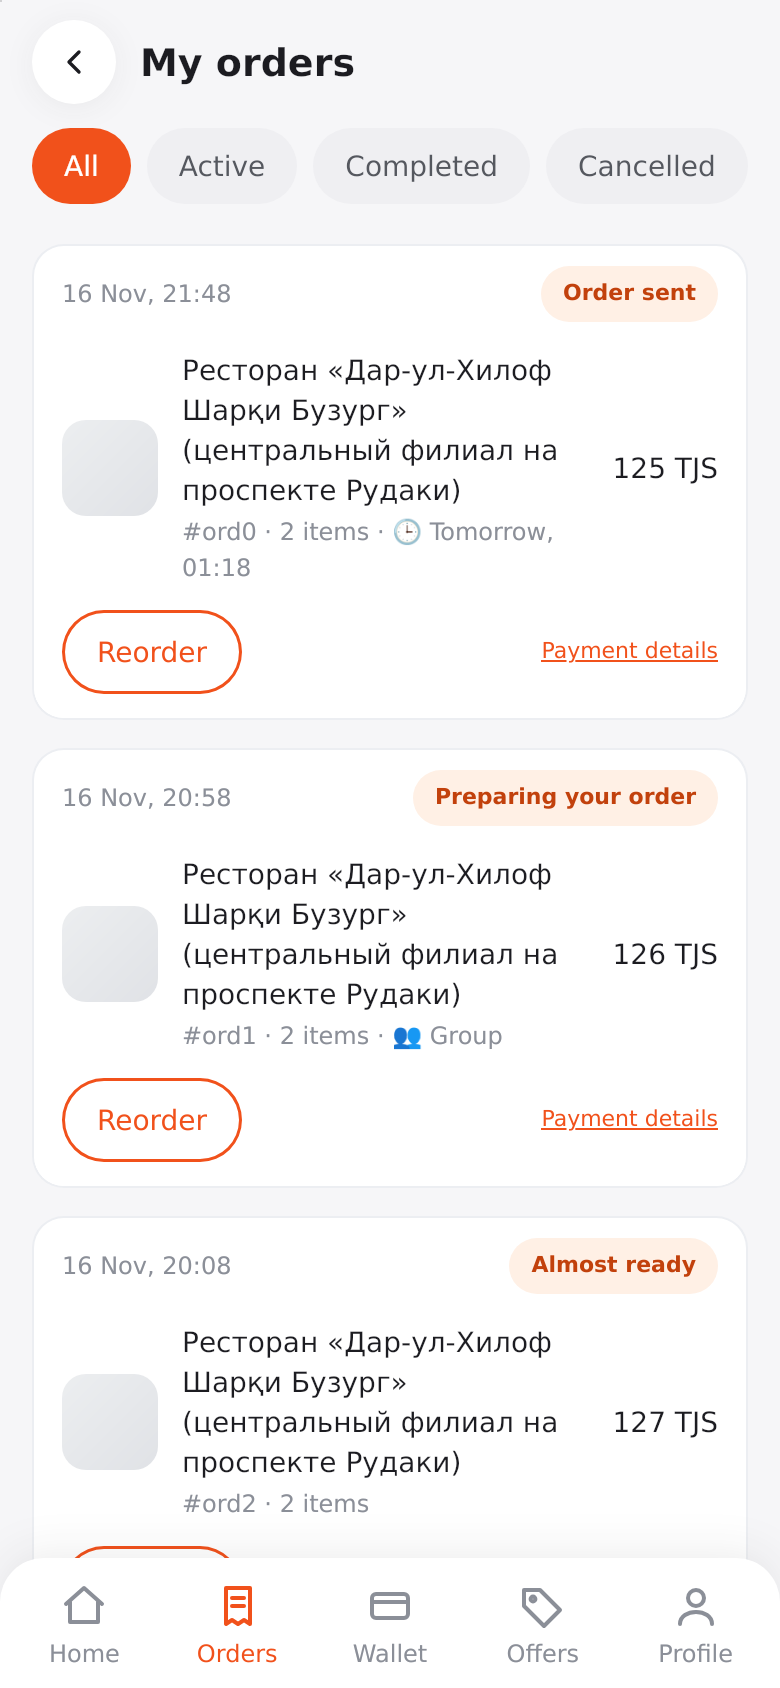 My orders
All
Active
Completed
Cancelled
16 Nov, 21:48
Order sent
Ресторан «Дар-ул-Хилоф
Шарқи Бузург»
(центральный филиал на
проспекте Рудаки)
125 TJS
#ord0 · 2 items · 🕒 Tomorrow,
01:18
Reorder
Payment details
16 Nov, 20:58
Preparing your order
Ресторан «Дар-ул-Хилоф
Шарқи Бузург»
(центральный филиал на
проспекте Рудаки)
126 TJS
#ord1 · 2 items · 👥 Group
Reorder
Payment details
16 Nov, 20:08
Almost ready
Ресторан «Дар-ул-Хилоф
Шарқи Бузург»
(центральный филиал на
проспекте Рудаки)
127 TJS
#ord2 · 2 items
Home
Orders
Wallet
Offers
Profile